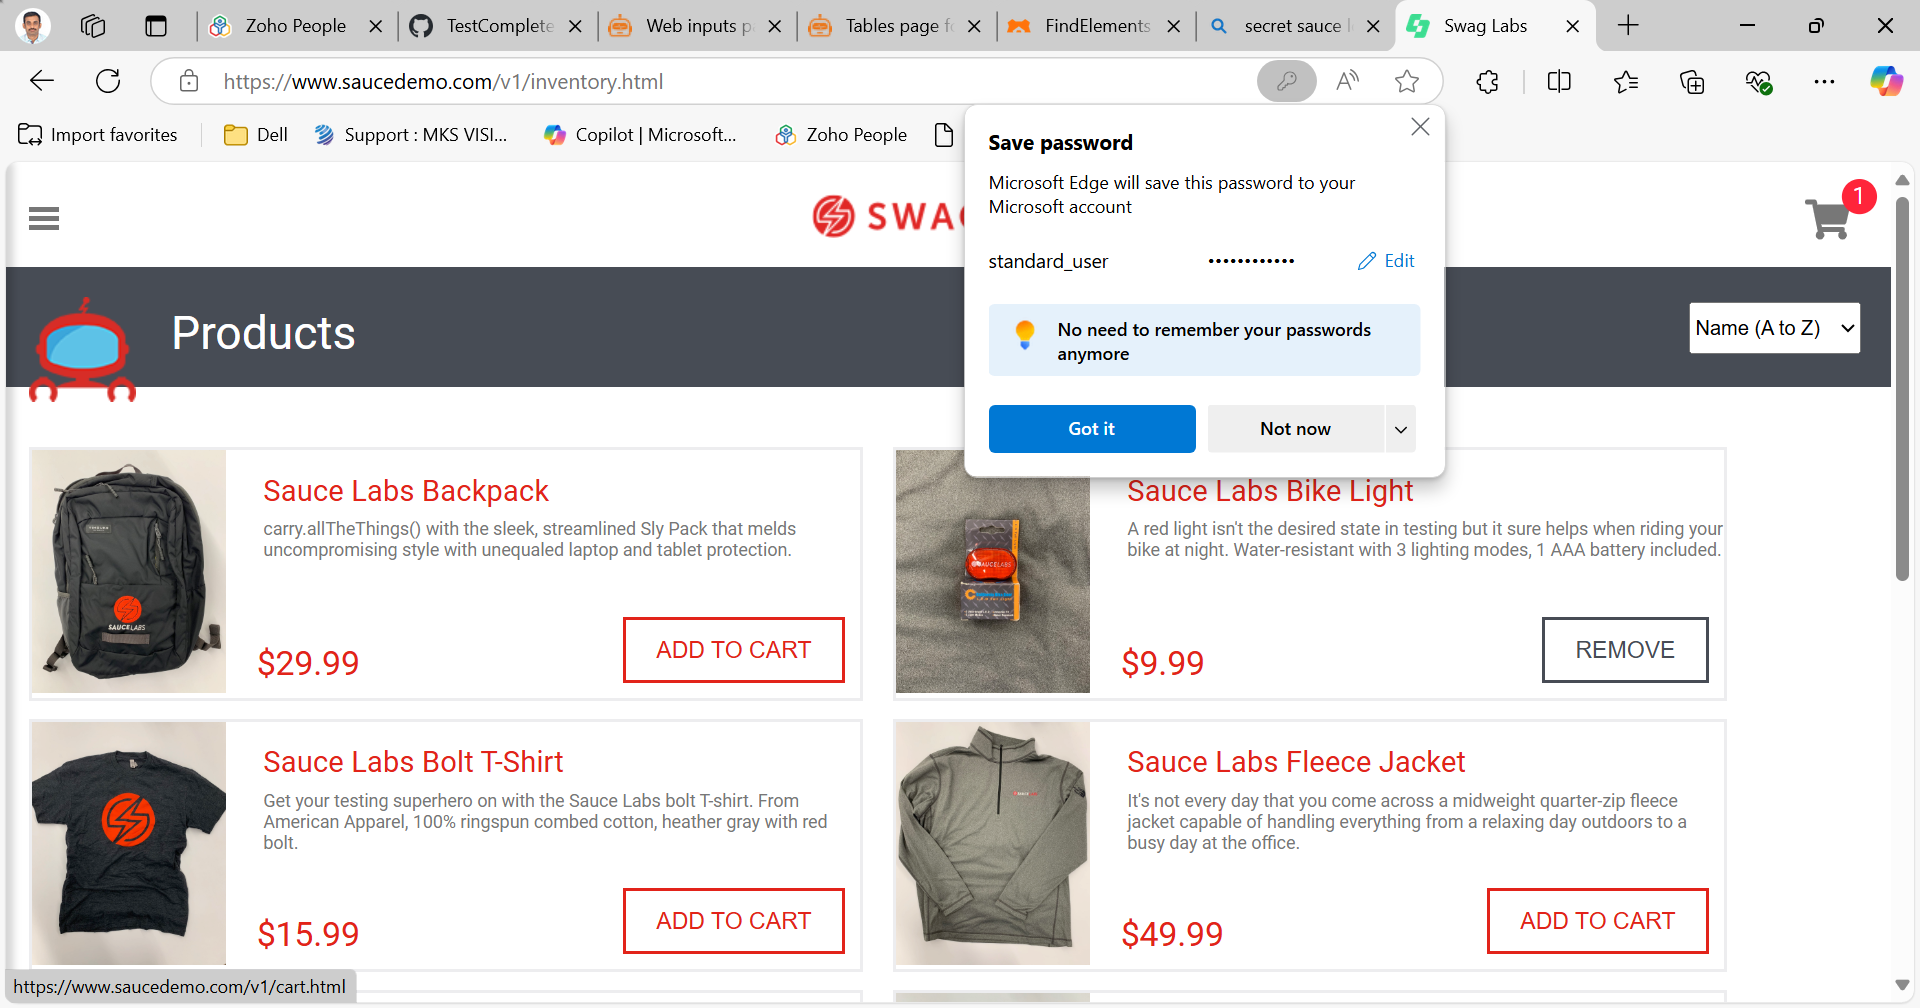 Zoho People
TestComplete
Web inputs p
Tables page fo
FindElements
secret sauce l
Swag Labs
https://www.saucedemo.com/v1/inventory.html
Import favorites
Dell
Support : MKS VISI...
Copilot | Microsoft...
Zoho People
Save password
Microsoft Edge will save this password to your
Microsoft account
standard_user
Edit
No need to remember your passwords
anymore
Got it
Not now
SWAG
1
Products
Name (A to Z)
Sauce Labs Backpack
carry.allTheThings() with the sleek, streamlined Sly Pack that melds
uncompromising style with unequaled laptop and tablet protection.
$29.99
ADD TO CART
SAUCELABS
Sauce Labs Bike Light
A red light isn't the desired state in testing but it sure helps when riding your
bike at night. Water-resistant with 3 lighting modes, 1 AAA battery included.
$9.99
REMOVE
SAUCELABS
Sauce Labs Bolt T-Shirt
Get your testing superhero on with the Sauce Labs bolt T-shirt. From
American Apparel, 100% ringspun combed cotton, heather gray with red
bolt.
$15.99
ADD TO CART
Sauce Labs Fleece Jacket
It's not every day that you come across a midweight quarter-zip fleece
jacket capable of handling everything from a relaxing day outdoors to a
busy day at the office.
$49.99
ADD TO CART
https://www.saucedemo.com/v1/cart.html